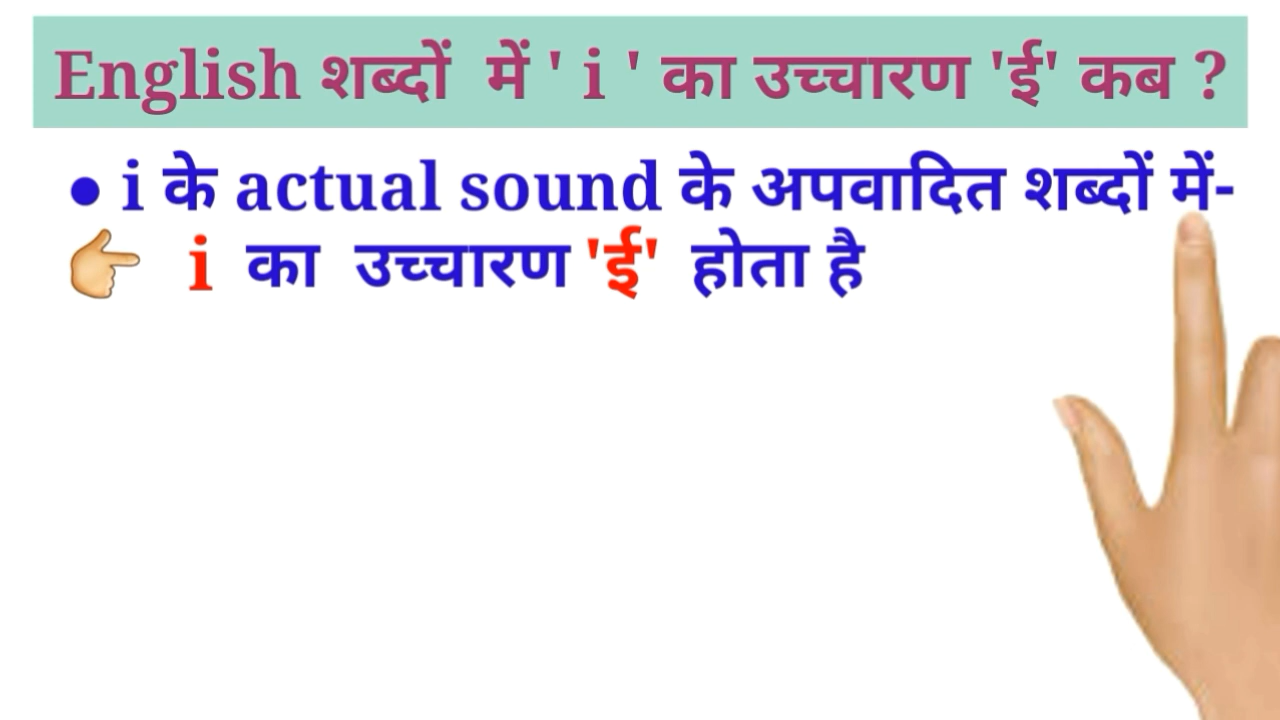 English शब्दों में ' i ' का उच्चारण 'ई' कब ?
● i के actual sound के अपवादित शब्दों में-
👉 i का उच्चारण 'ई' होता है